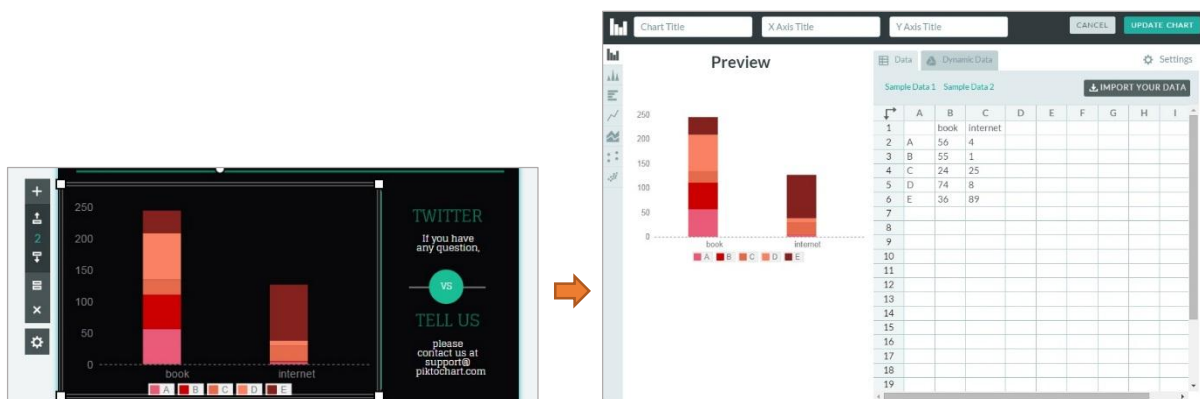 +
2
×
250
200
150
100
50
0
book internet
A B C D E
TWITTER
If you have
any question,
VS
TELL US
please
contact us at
support@
piktochart.com
Chart Title X Axis Title Y Axis Title CANCEL UPDATE CHART
Preview
250
200
150
100
50
0
book internet
A B C D E
Data Dynamic Data Settings
Sample Data 1 Sample Data 2 IMPORT YOUR DATA
A B C D E F G H I
1 book internet
2 A 56 4
3 B 55 1
4 C 24 25
5 D 74 8
6 E 36 89
7
8
9
10
11
12
13
14
15
16
17
18
19